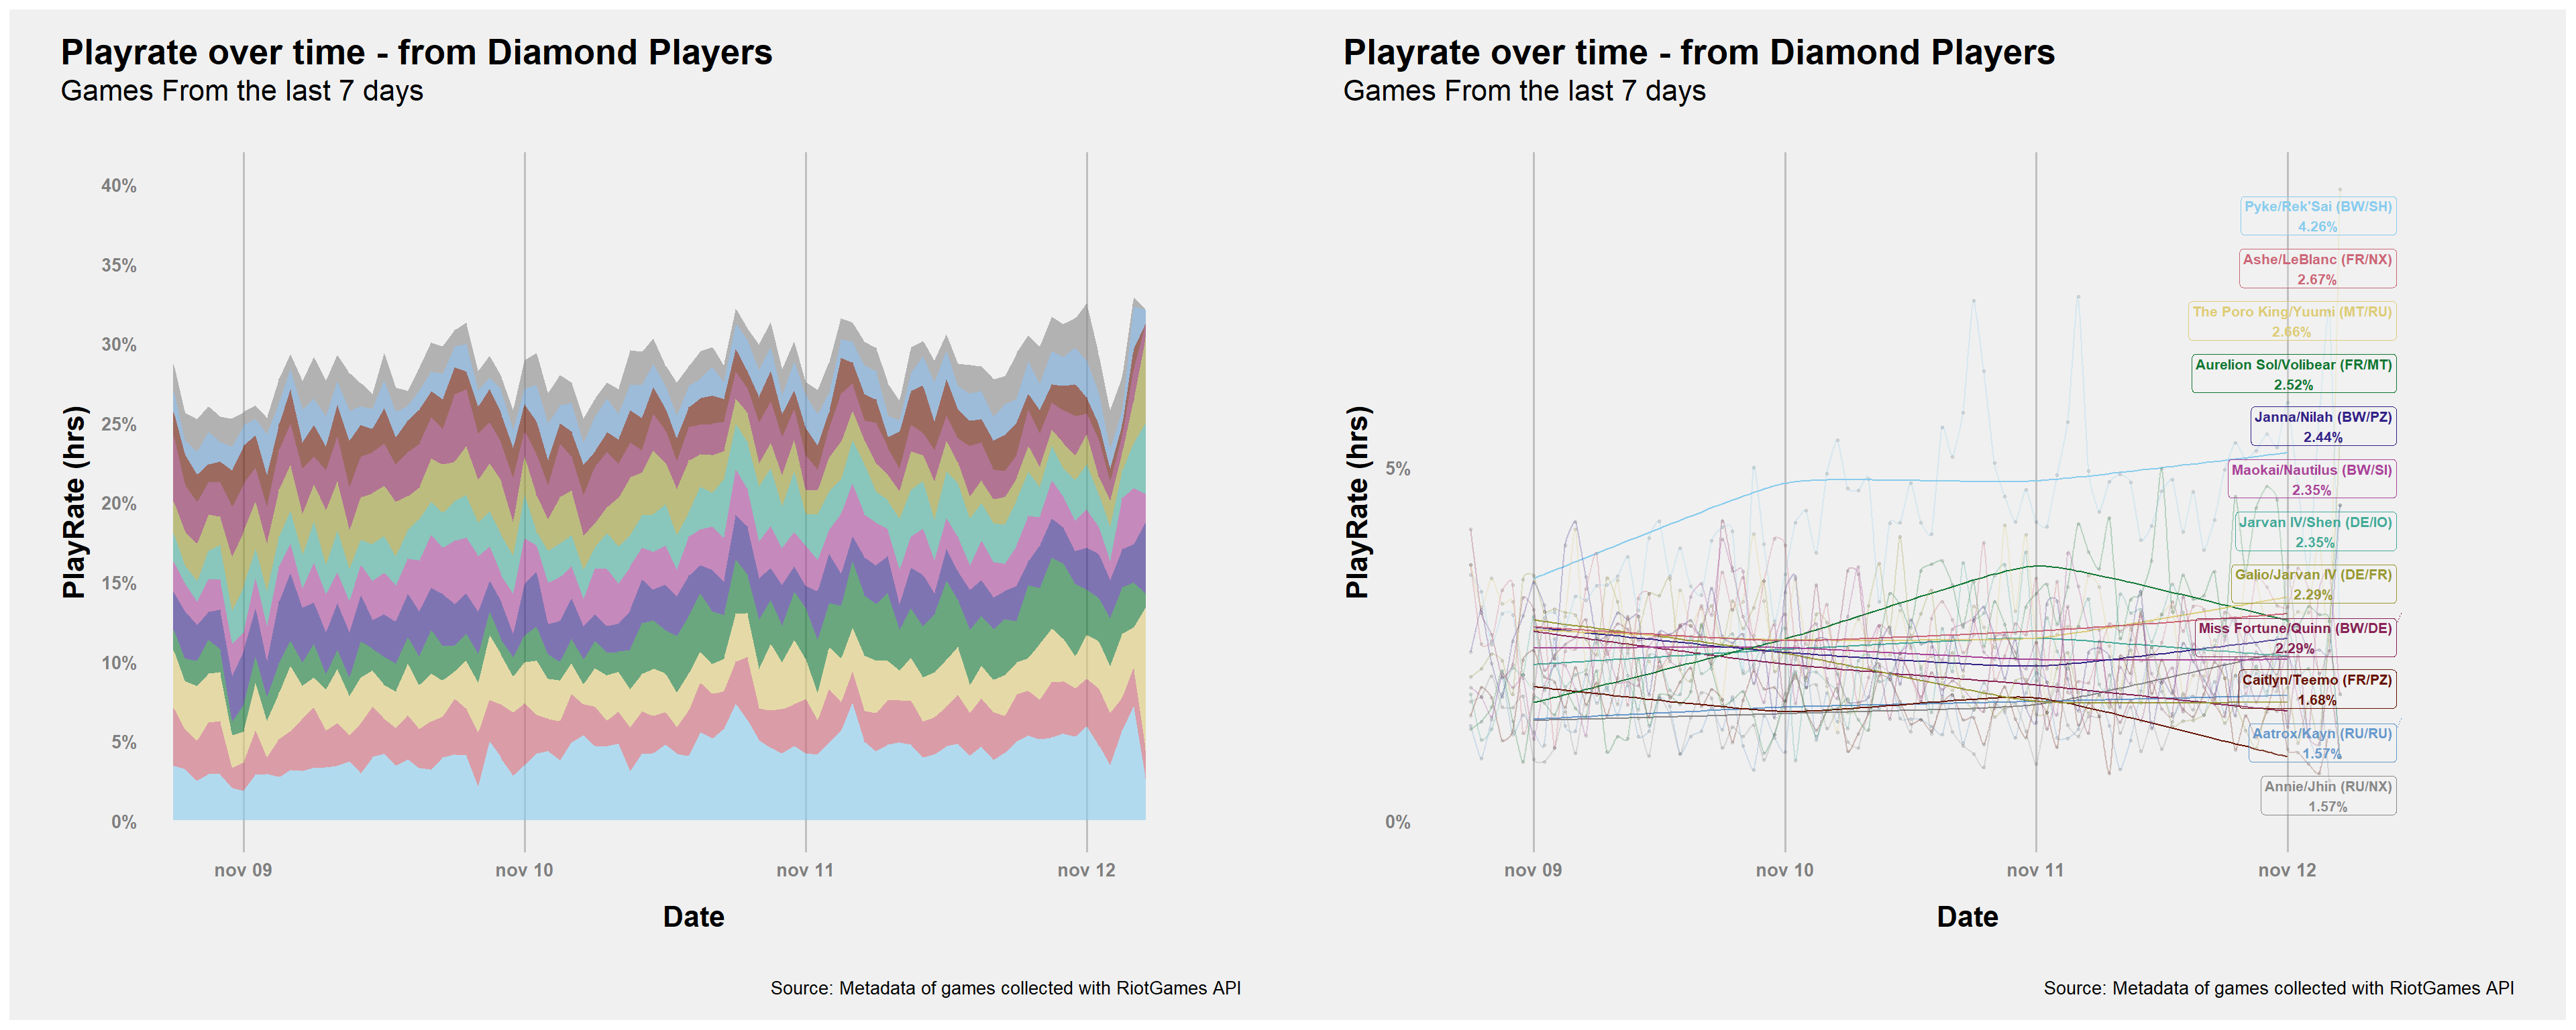 Playrate over time - from Diamond Players
Games From the last 7 days
40%
35%
30%
25%
20%
15%
10%
5%
0%
PlayRate (hrs)
nov 09
nov 10
nov 11
nov 12
Date
Source: Metadata of games collected with RiotGames API
Playrate over time - from Diamond Players
Games From the last 7 days
5%
0%
PlayRate (hrs)
Pyke/Rek'Sai (BW/SH)
4.26%
Ashe/LeBlanc (FR/NX)
2.67%
The Poro King/Yuumi (MT/RU)
2.66%
Aurelion Sol/Volibear (FR/MT)
2.52%
Janna/Nilah (BW/PZ)
2.44%
Maokai/Nautilus (BW/SI)
2.35%
Jarvan IV/Shen (DE/IO)
2.35%
Galio/Jarvan IV (DE/FR)
2.29%
Miss Fortune/Quinn (BW/DE)
2.29%
Caitlyn/Teemo (FR/PZ)
1.68%
Aatrox/Kayn (RU/RU)
1.57%
Annie/Jhin (RU/NX)
1.57%
nov 09
nov 10
nov 11
nov 12
Date
Source: Metadata of games collected with RiotGames API